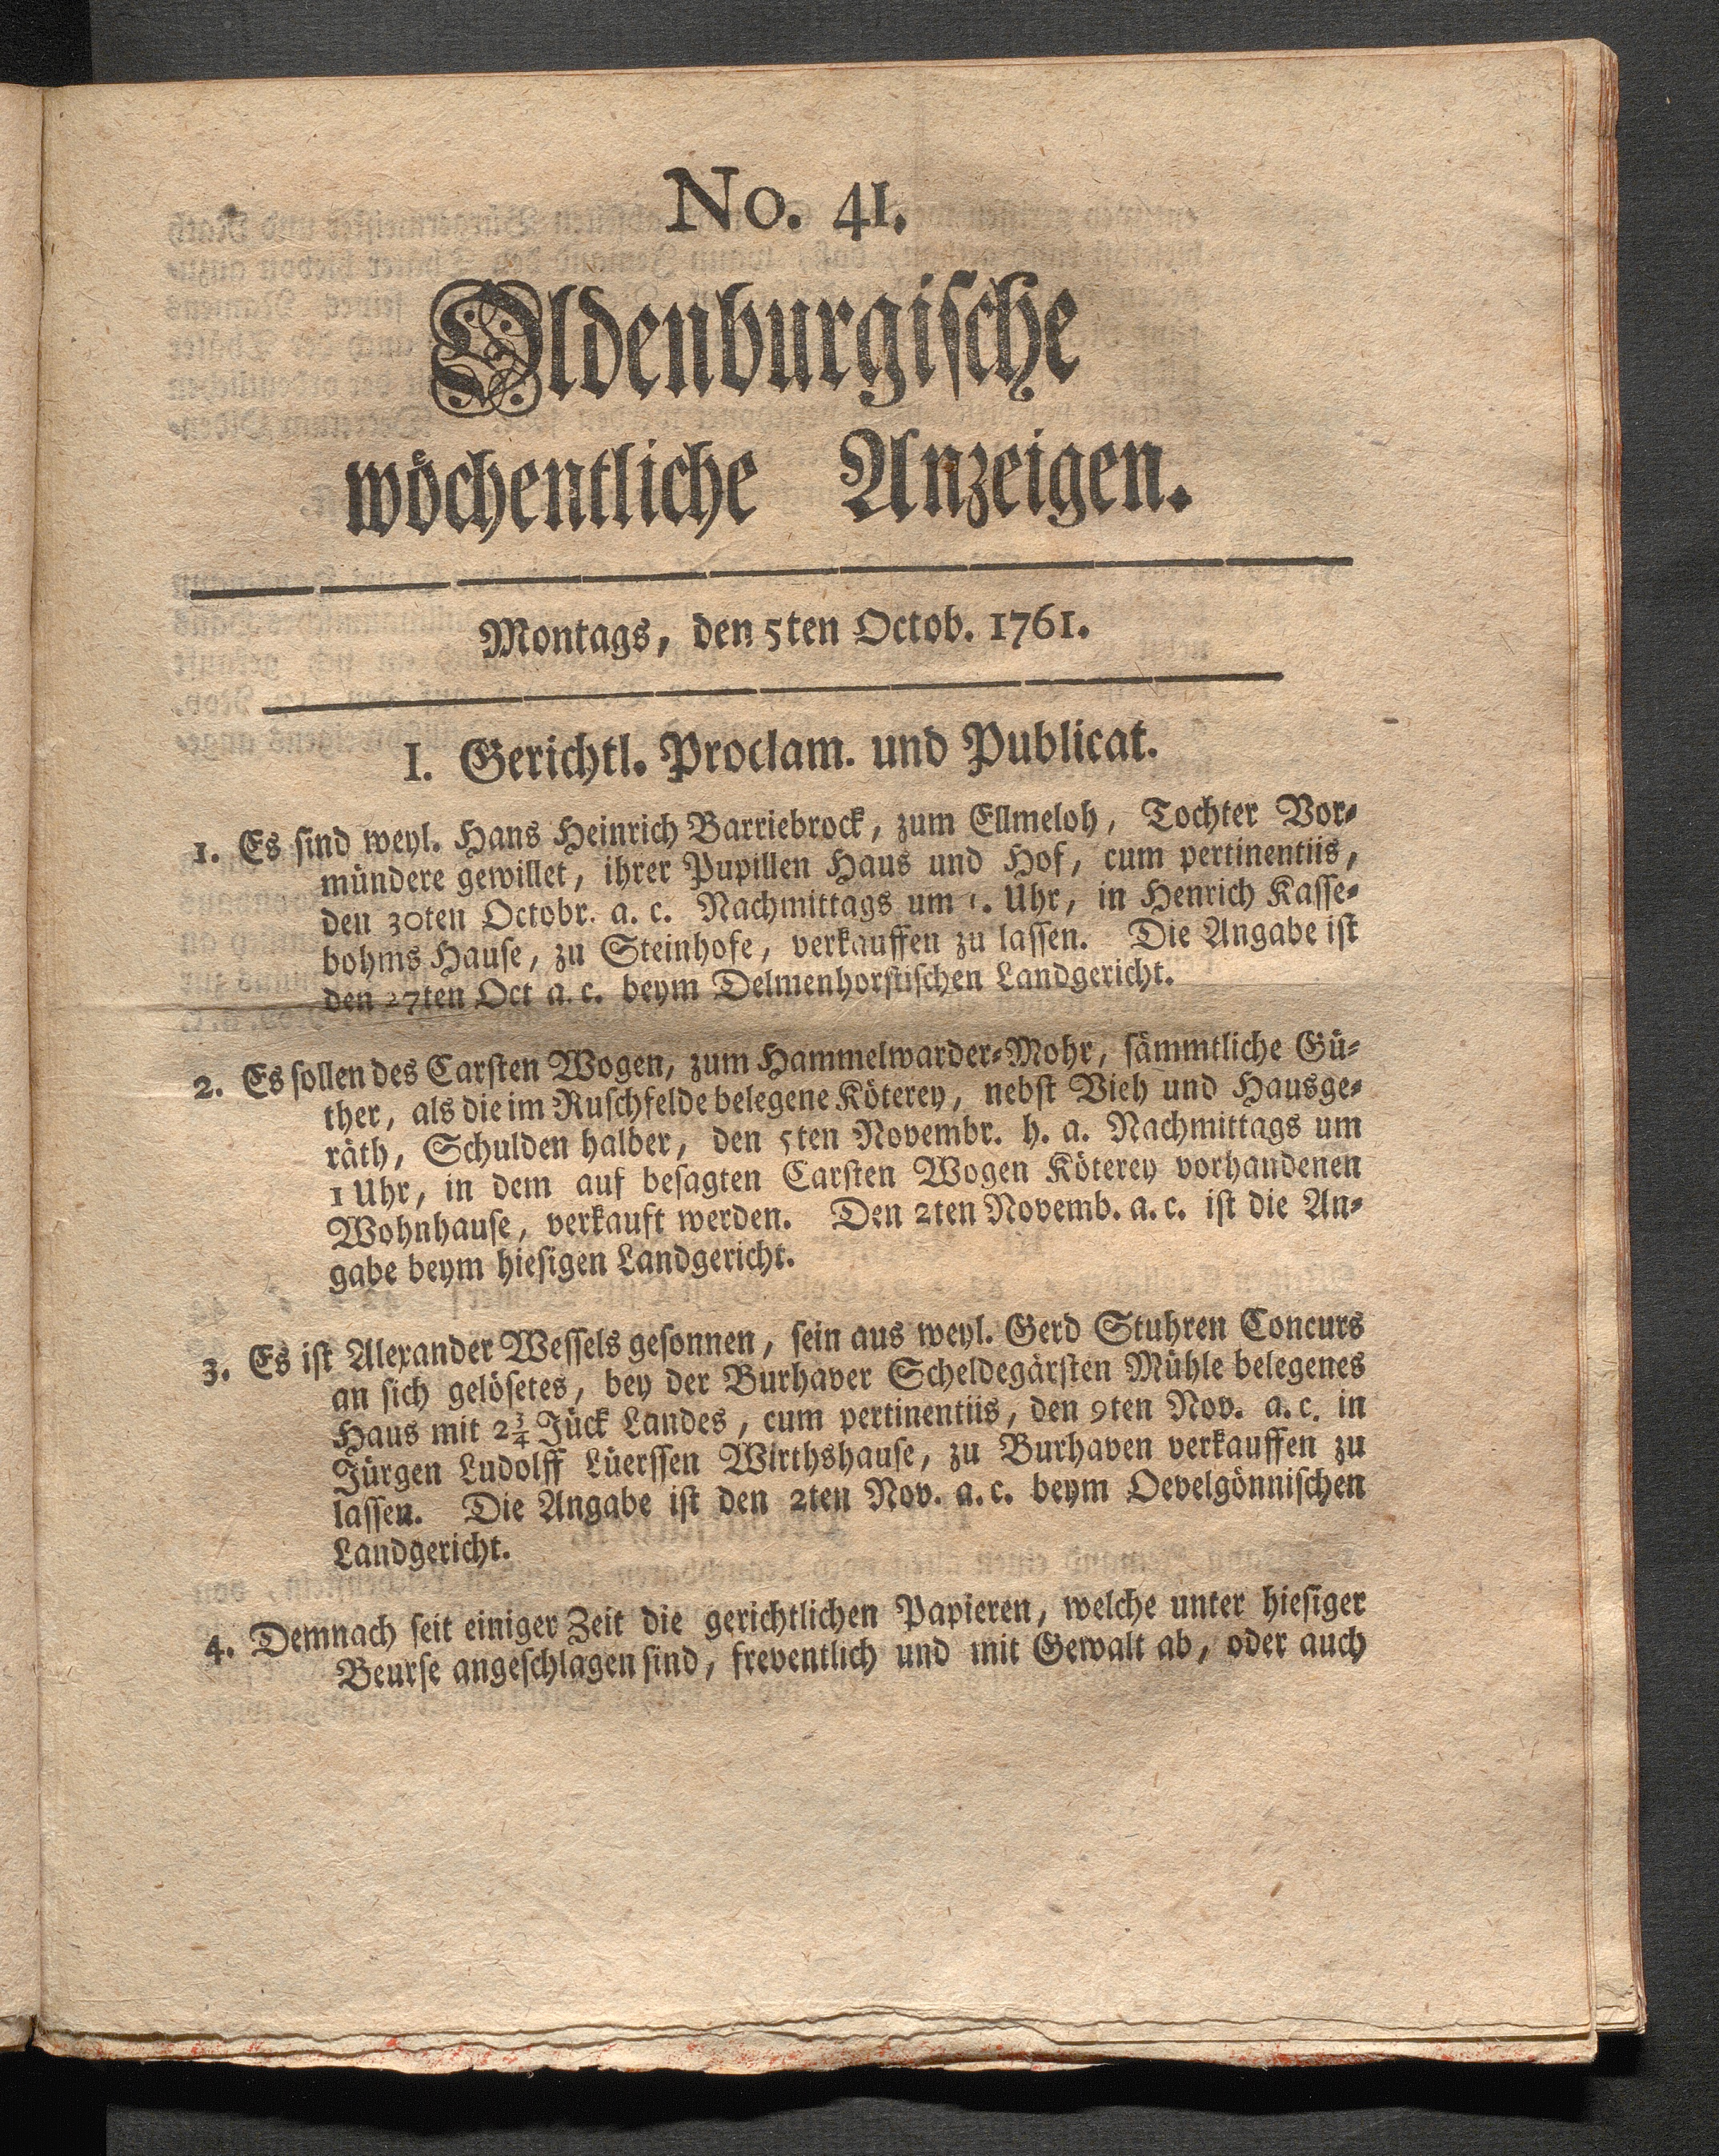 No. 41.
Oldenburgische
wöchentliche Anzeigen.
Montags, den 5ten Octob. 1761.
I. Gerichtl. Proclam. und Publicat.
1. Es sind weyl. Hans Heinrich Barriebrock, zum Ellmeloh, Tochter Vor-
mündere gewillet, ihrer Pupillen Haus und Hof, cum pertinentiis,
den 30ten Octobr. a. c. Nachmittags um 1. Uhr, in Henrich Kasse-
bohms Hause, zu Steinhofe, verkauffen zu lassen. Die Angabe ist
den 27ten Oct a. c. beym Delmenhorstischen Landgericht.
2. Es sollen des Carsten Wogen, zum Hammelwarder-Mohr, sämmtliche Gü-
ther, als die im Ruschfelde belegene Köterey, nebst Vieh und Hausge-
räth, Schulden halber, den 5ten Novembr. h. a. Nachmittags um
1 Uhr, in dem auf besagten Carsten Wogen Köterey vorhandenen
Wohnhause, verkauft werden. Den 2ten Novemb. a. c. ist die An-
gabe beym hiesigen Landgericht.
3. Es ist Alexander Wessels gesonnen, sein aus weyl. Gerd Stuhren Concurs
an sich gelösetes, bey der Burhaver Scheldegärsten Mühle belegenes
Haus mit 2¾ Jück Landes, cum pertinentiis, den 9ten Nov. a. c. in
Jürgen Ludolff Lüerssen Wirthshause, zu Burhaven verkauffen zu
lassen. Die Angabe ist den 2ten Nov. a. c. beym Oevelgönnischen
Landgericht.
4. Demnach seit einiger Zeit die gerichtlichen Papieren, welche unter hiesiger
Beurse angeschlagen sind, freventlich und mit Gewalt ab, oder auch